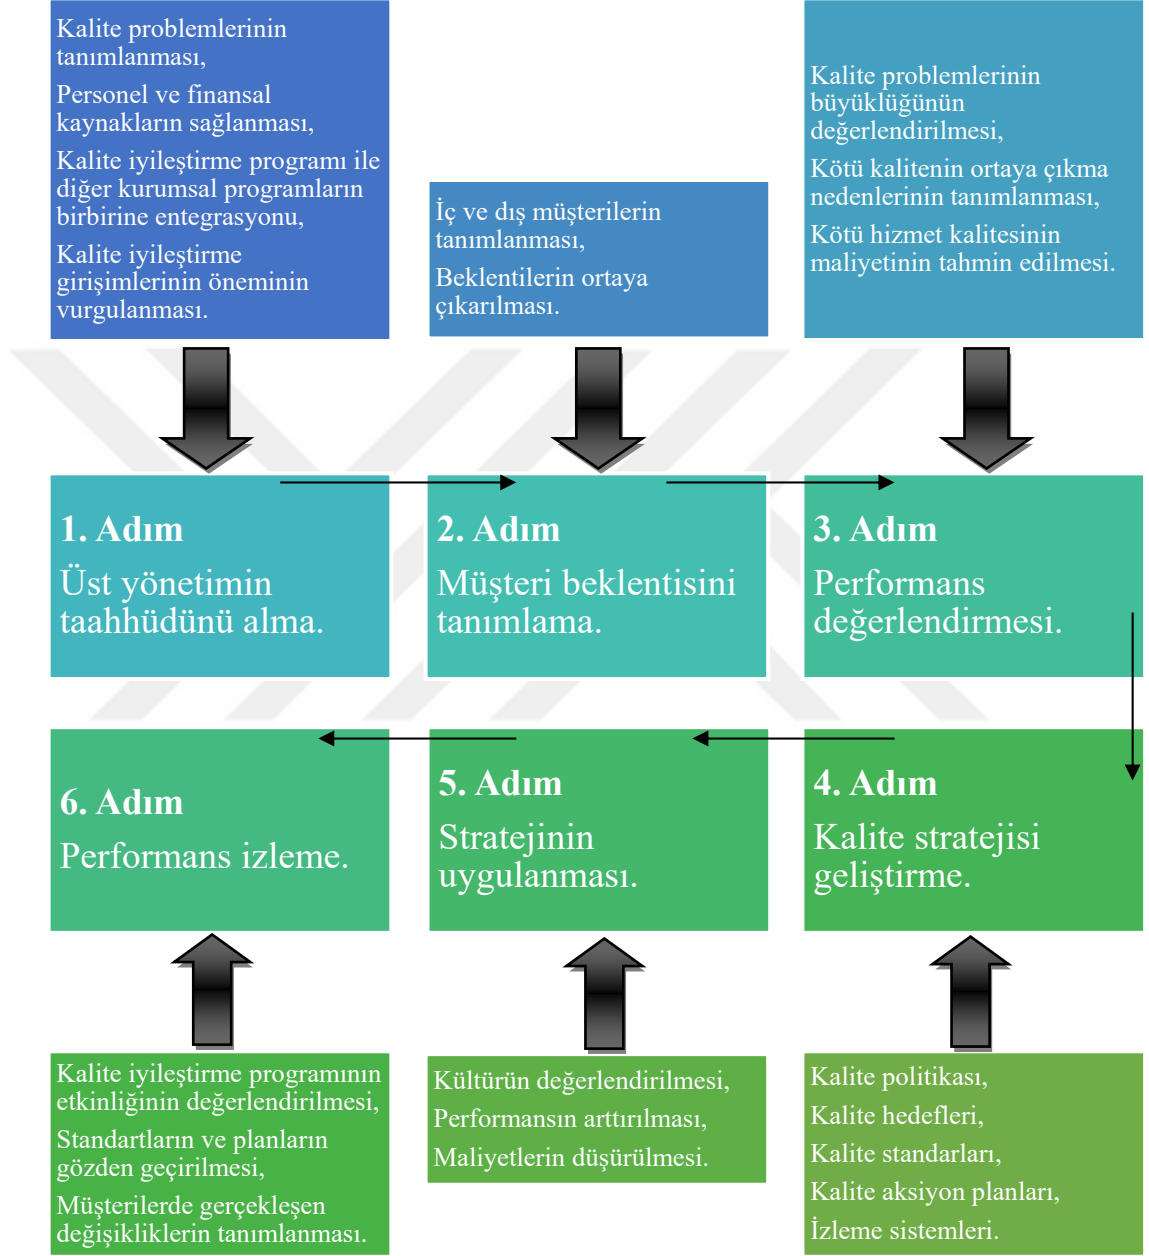 Kalite problemlerinin
tanımlanması,
Personel ve finansal
kaynakların sağlanması,
Kalite iyileştirme programı ile
diğer kurumsal programların
birbirine entegrasyonu,
Kalite iyileştirme
girişimlerinin öneminin
vurgulanması.
İç ve dış müşterilerin
tanımlanması,
Beklentilerin ortaya
çıkarılması.
Kalite problemlerinin
büyüklüğünün
değerlendirilmesi,
Kötü kalitenin ortaya çıkma
nedenlerinin tanımlanması,
Kötü hizmet kalitesinin
maliyetinin tahmin edilmesi.
1. Adım
Üst yönetimin
taahhüdünü alma.
2. Adım
Müşteri beklentisini
tanımlama.
3. Adım
Performans
değerlendirmesi.
6. Adım
Performans izleme.
5. Adım
Stratejinin
uygulanması.
4. Adım
Kalite stratejisi
geliştirme.
Kalite iyileştirme programının
etkinliğinin değerlendirilmesi,
Standartların ve planların
gözden geçirilmesi,
Müşterilerde gerçekleşen
değişikliklerin tanımlanması.
Kültürün değerlendirilmesi,
Performansın arttırılması,
Maliyetlerin düşürülmesi.
Kalite politikası,
Kalite hedefleri,
Kalite standarları,
Kalite aksiyon planları,
İzleme sistemleri.